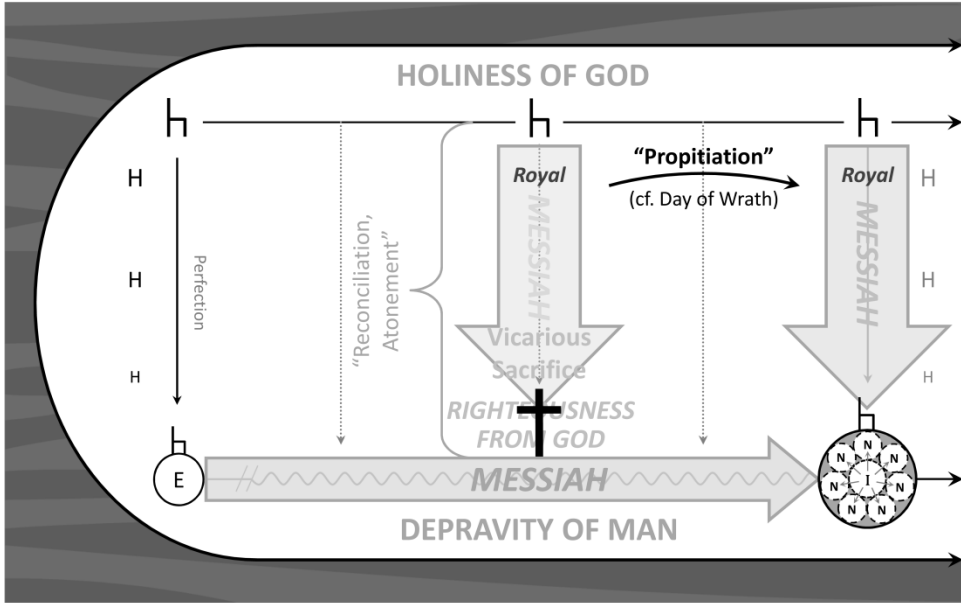 HOLINESS OF GOD
H
H
H
Perfection
E
“Reconciliation,
Atonement”
Royal
MESSIAH
Vicarious
Sacrifice
RIGHTEOUSNESS
FROM GOD
“Propitiation”
(cf. Day of Wrath)
Royal
MESSIAH
H
H
H
MESSIAH
N
N
N
N
I
N
N
N
DEPRAVITY OF MAN